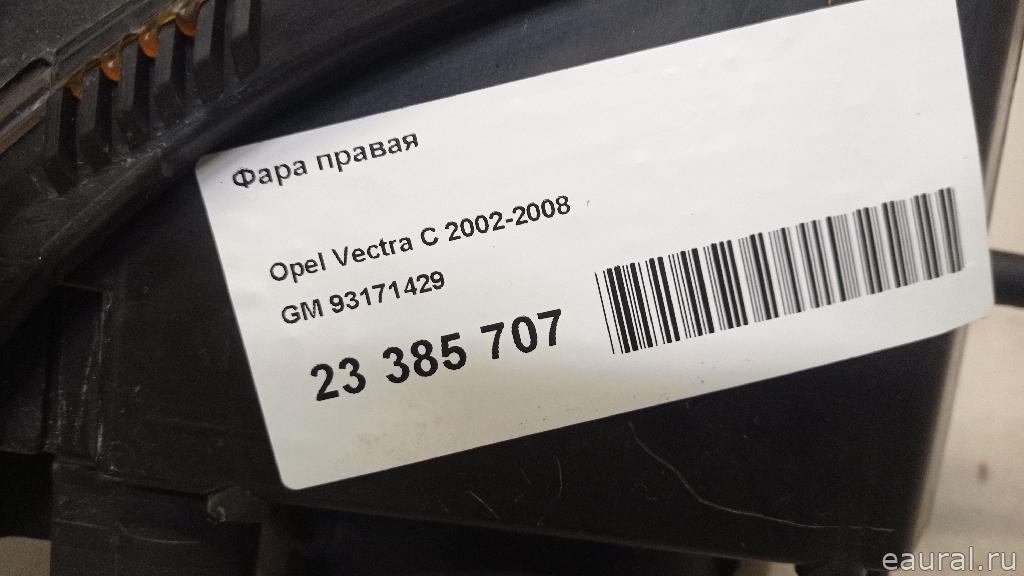 Фара правая
Opel Vectra C 2002-2008
GM 93171429
23 385 707
eaural.ru